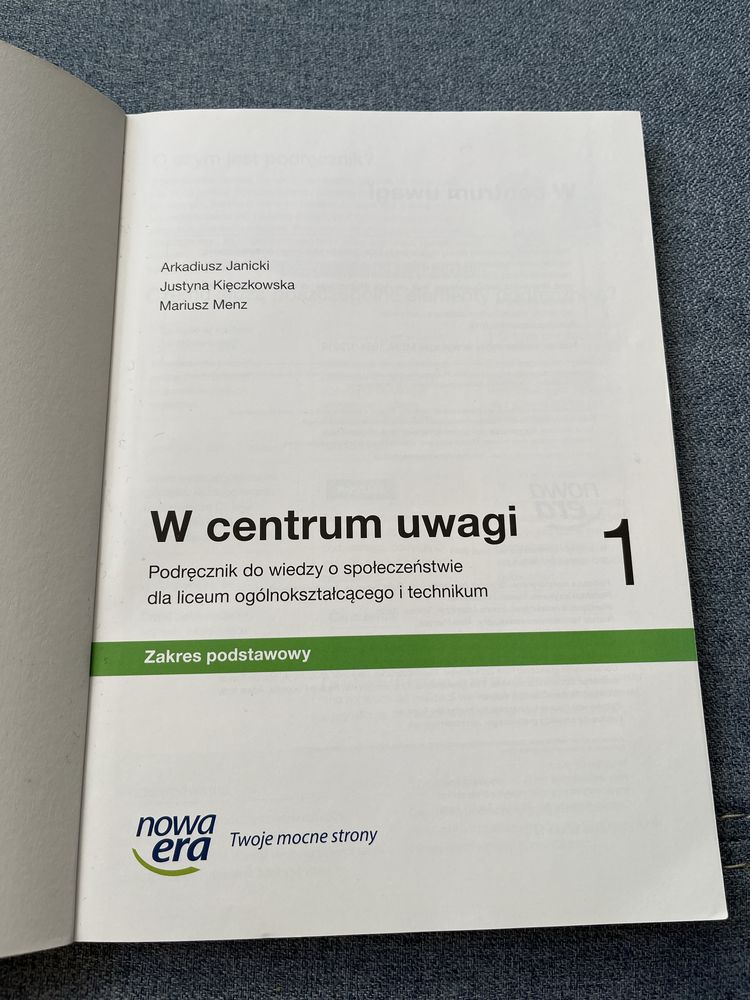 Arkadiusz Janicki
Justyna Kięczkowska
Mariusz Menz
W centrum uwagi 1
Podręcznik do wiedzy o społeczeństwie
dla liceum ogólnokształcącego i technikum
Zakres podstawowy
nowa
era
Twoje mocne strony